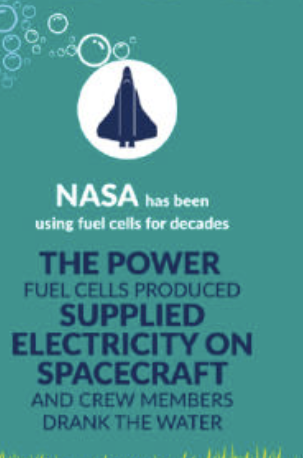 NASA has been
using fuel cells for decades
THE POWER
FUEL CELLS PRODUCED
SUPPLIED
ELECTRICITY ON
SPACECRAFT
AND CREW MEMBERS
DRANK THE WATER